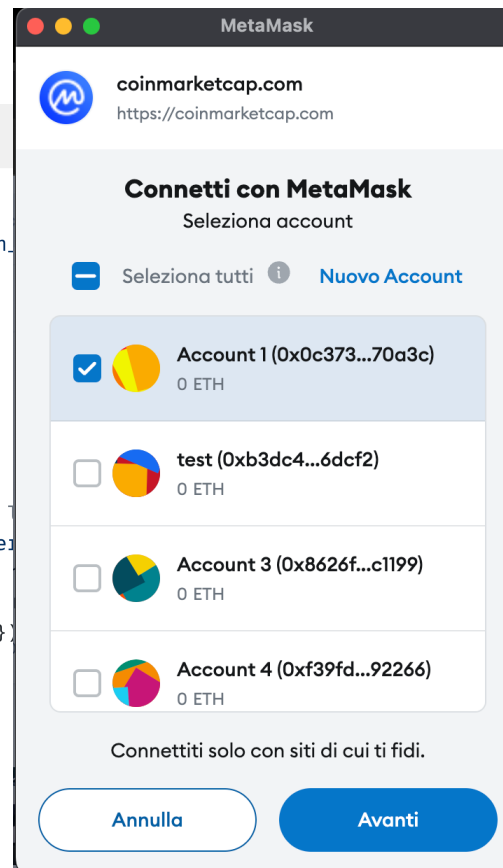 MetaMask
coinmarketcap.com
https://coinmarketcap.com
Connetti con MetaMask
Seleziona account
Seleziona tutti
Nuovo Account
Account 1 (0x0c373...70a3c)
0 ETH
test (0xb3dc4...6dcf2)
0 ETH
Account 3 (0x8626f...c1199)
0 ETH
Account 4 (0xf39fd...92266)
0 ETH
Connettiti solo con siti di cui ti fidi.
Annulla
Avanti